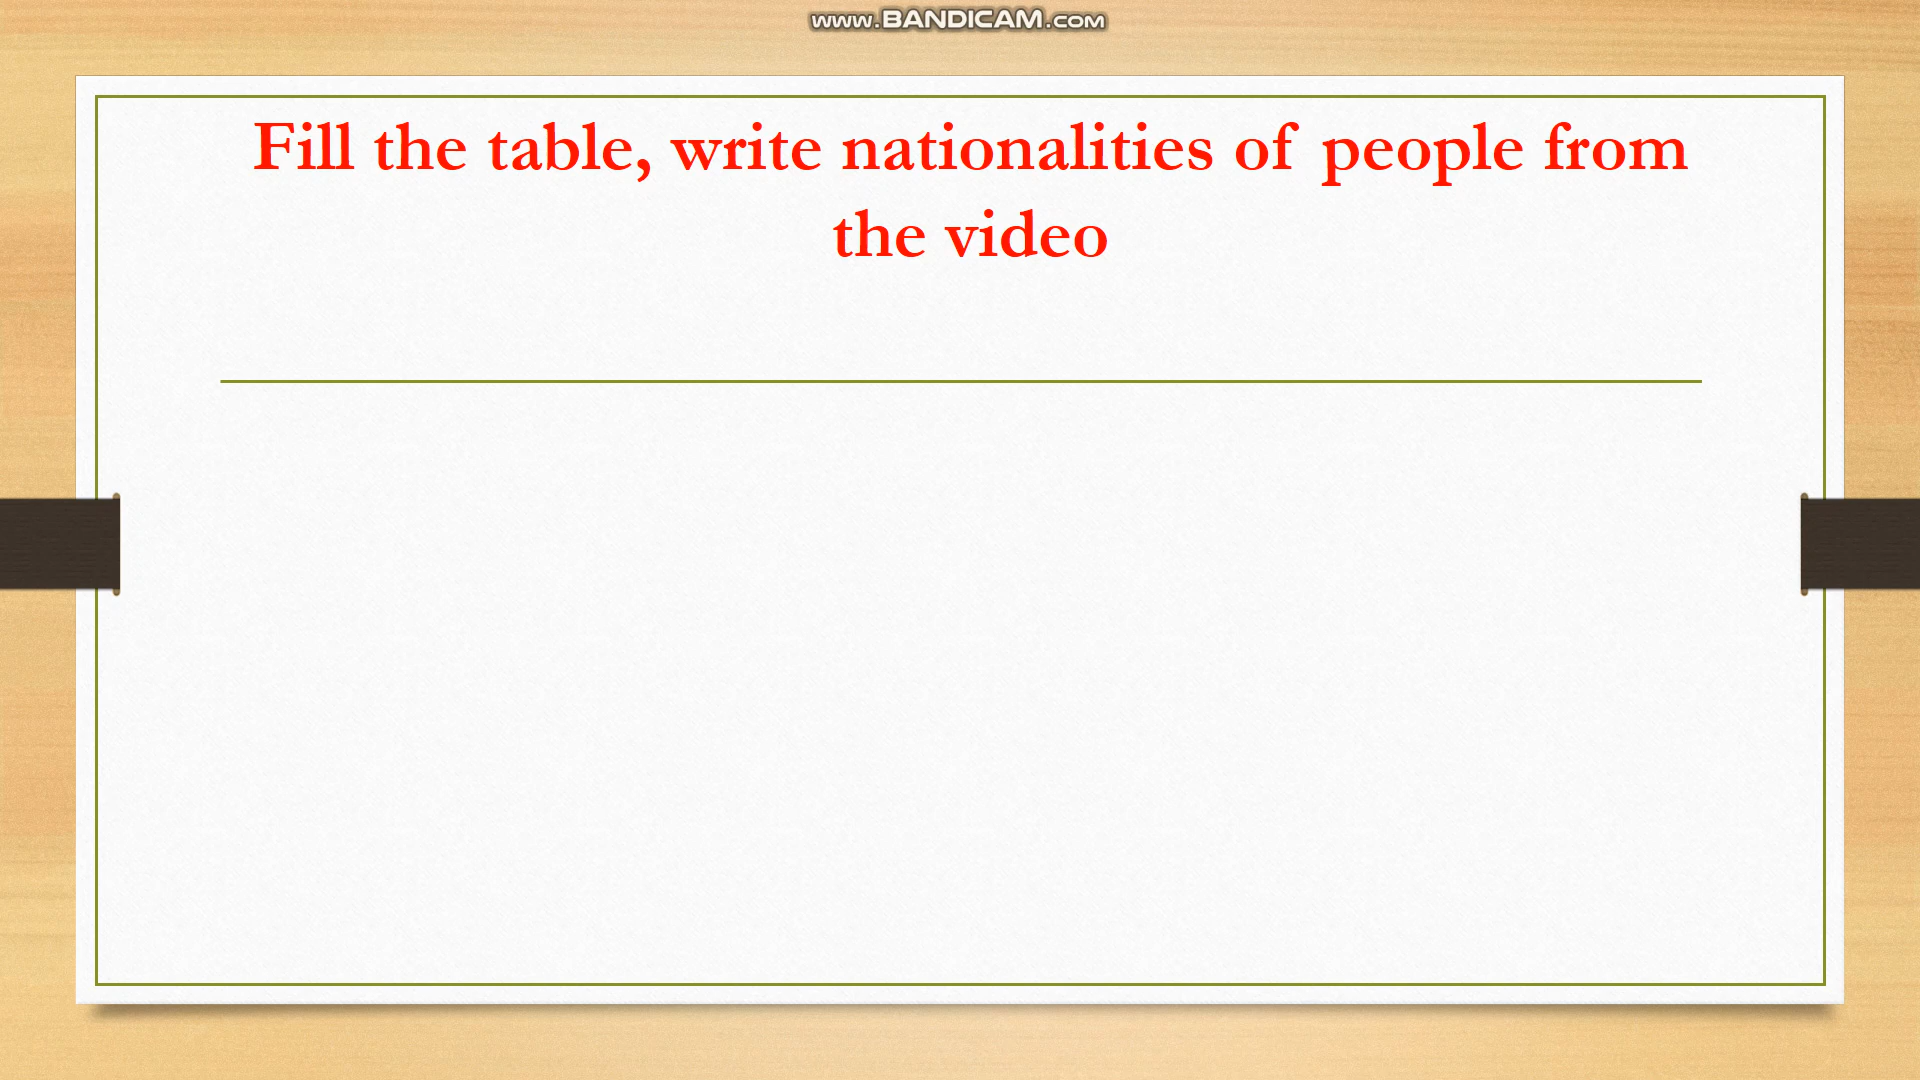 www.BANDICAM.com
Fill the table, write nationalities of people from
the video